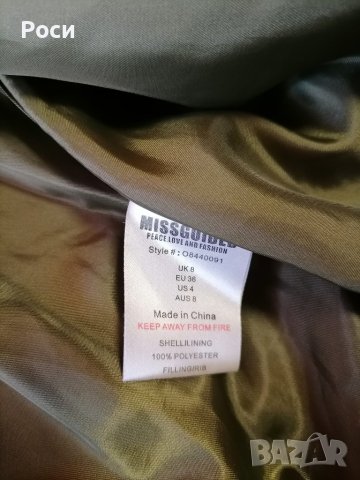 Роси
MISSGUIDED
PEACE LOVE AND FASHION
Style # : O8440091
UK 8
EU 36
US 4
AUS 8
Made in China
KEEP AWAY FROM FIRE
SHELL\LINING
100% POLYESTER
FILLING\RIB
BAZAR